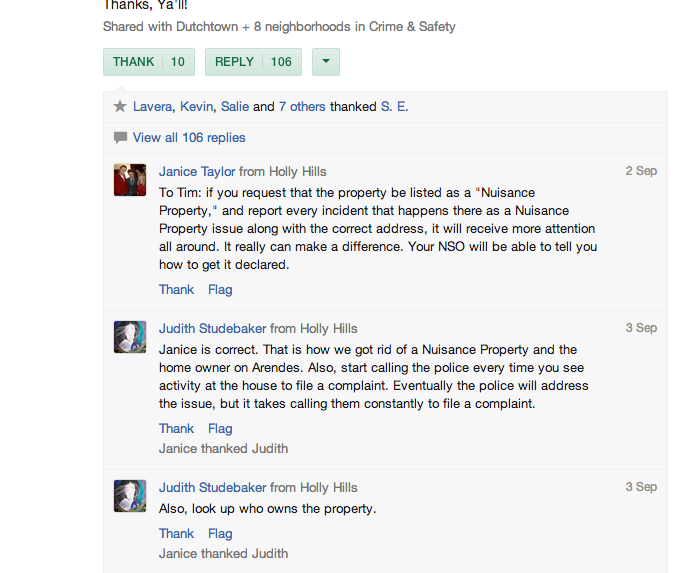 Thanks, Ya'll!
Shared with Dutchtown + 8 neighborhoods in Crime & Safety
THANK 10 REPLY 106
Lavera, Kevin, Salie and 7 others thanked S. E.
View all 106 replies
Janice Taylor from Holly Hills 2 Sep
To Tim: if you request that the property be listed as a "Nuisance
Property," and report every incident that happens there as a Nuisance
Property issue along with the correct address, it will receive more attention
all around. It really can make a difference. Your NSO will be able to tell you
how to get it declared.
Thank Flag
Judith Studebaker from Holly Hills 3 Sep
Janice is correct. That is how we got rid of a Nuisance Property and the
home owner on Arendes. Also, start calling the police every time you see
activity at the house to file a complaint. Eventually the police will address
the issue, but it takes calling them constantly to file a complaint.
Thank Flag
Janice thanked Judith
Judith Studebaker from Holly Hills 3 Sep
Also, look up who owns the property.
Thank Flag
Janice thanked Judith